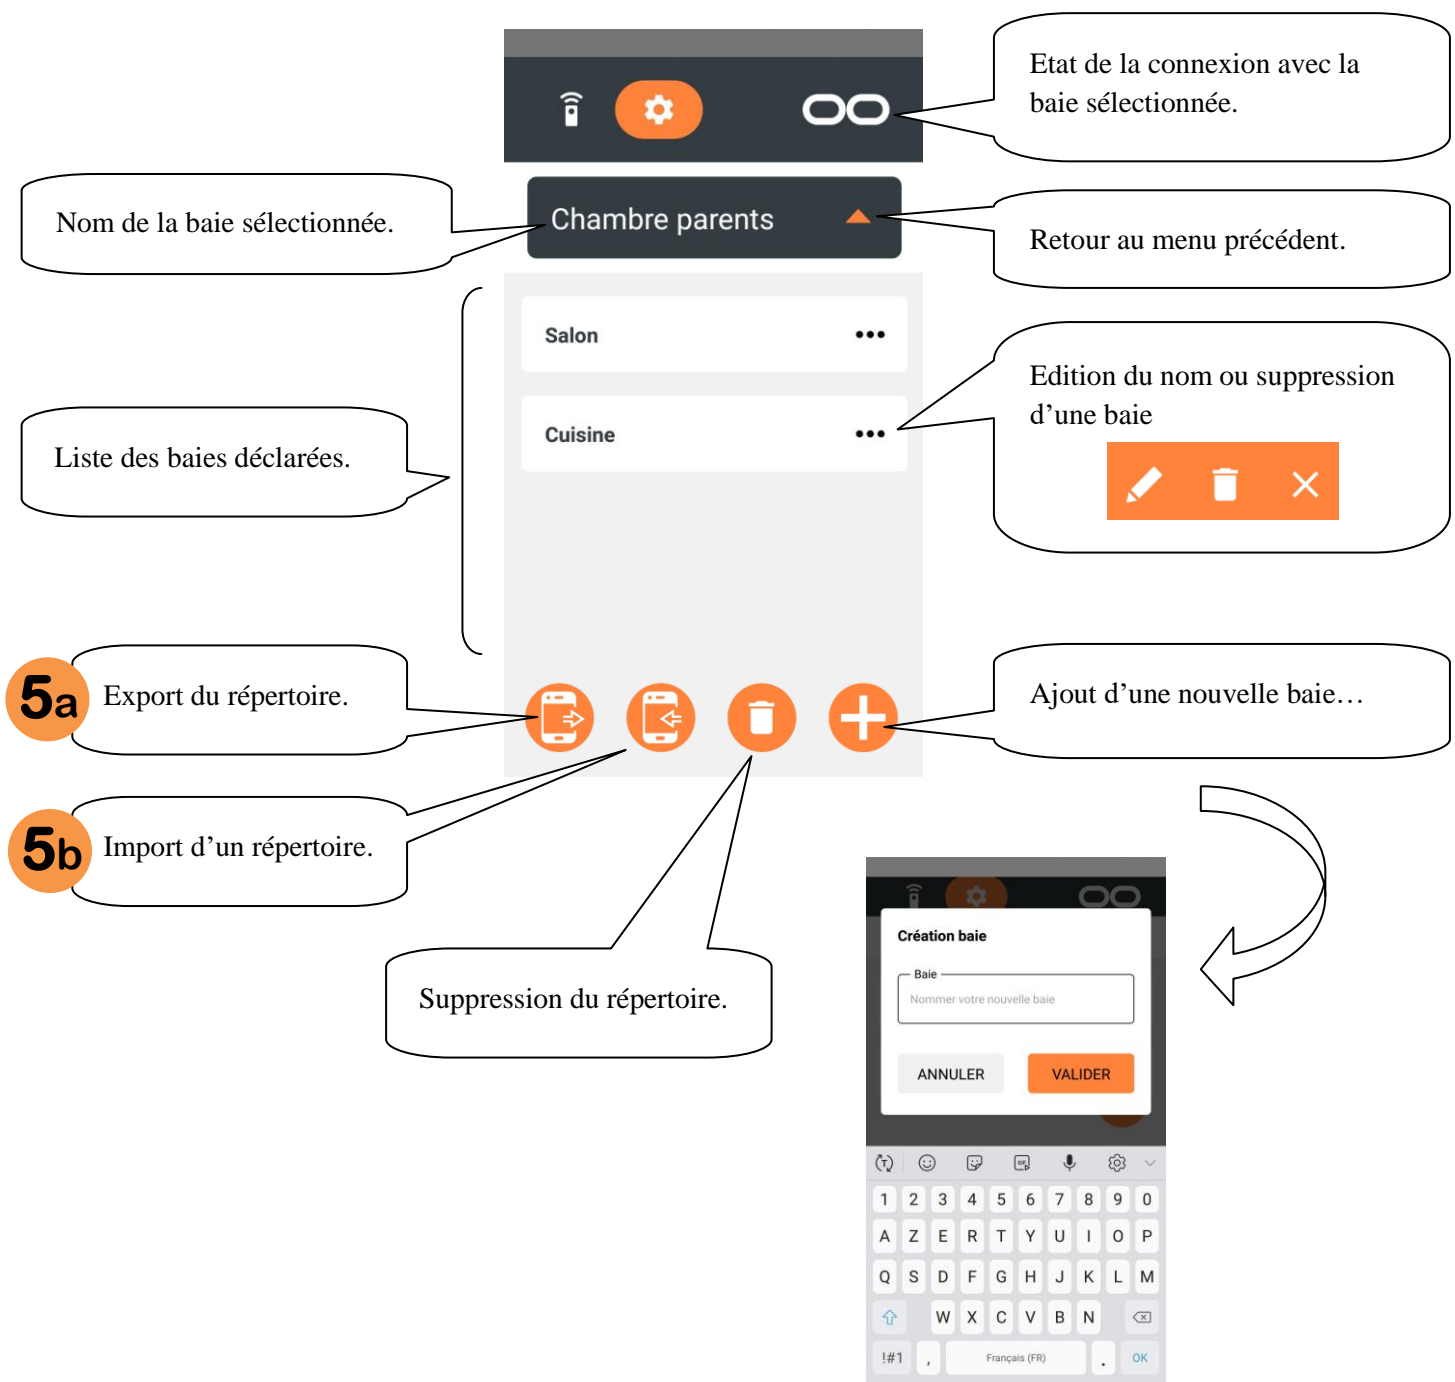 Etat de la connexion avec la
baie sélectionnée.
Nom de la baie sélectionnée.
Chambre parents
Retour au menu précédent.
Salon
Edition du nom ou suppression
d’une baie
Cuisine
Liste des baies déclarées.
5a
Export du répertoire.
Ajout d’une nouvelle baie…
5b
Import d’un répertoire.
Suppression du répertoire.
Création baie
Baie
Nommer votre nouvelle baie
ANNULER
VALIDER
1 2 3 4 5 6 7 8 9 0
A Z E R T Y U I O P
Q S D F G H J K L M
W X C V B N
!#1 , Français (FR) . OK